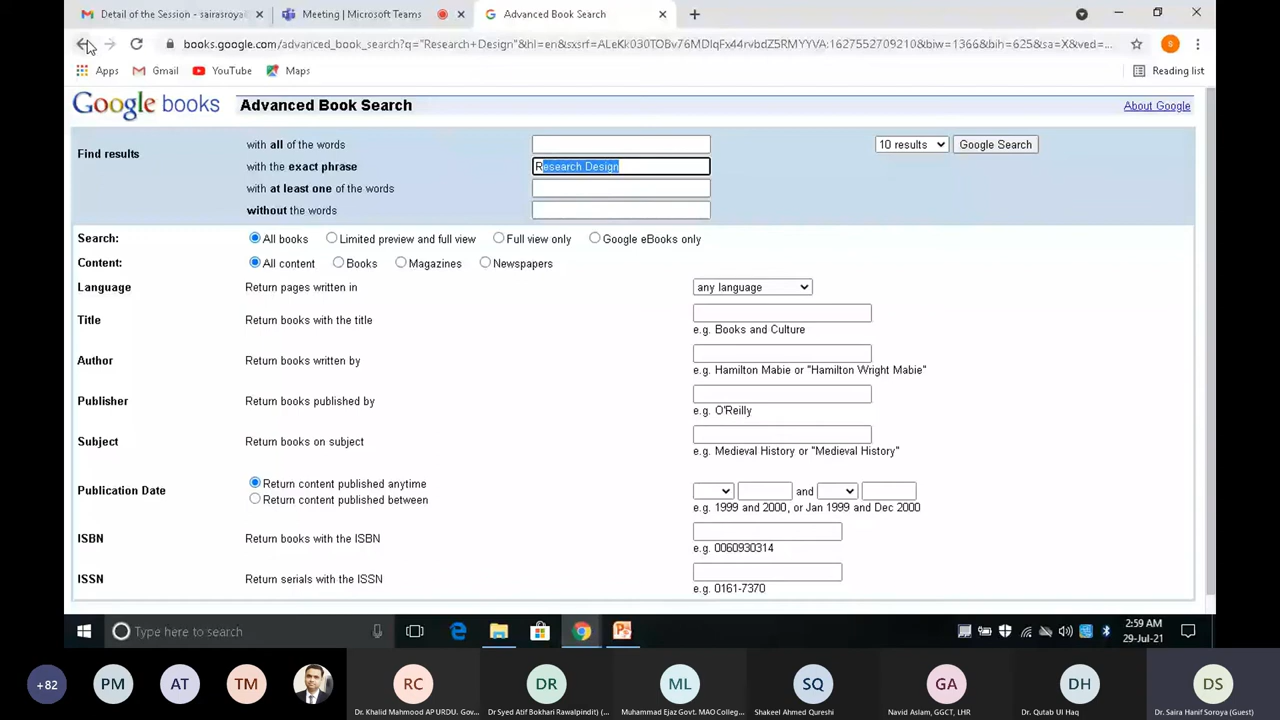 Detail of the Session - sairasroya
Meeting | Microsoft Teams
Advanced Book Search
books.google.com/advanced_book_search?q="Research+Design"&hl=en&sxsrf=ALeKk030TOBv76MDlqFx44rvbdZ5RMYYVA:1627552709210&biw=1366&bih=625&sa=X&ved=...
Apps Gmail YouTube Maps Reading list
Google books Advanced Book Search About Google
Find results with all of the words 10 results Google Search
with the exact phrase Research Design
with at least one of the words
without the words
Search: All books Limited preview and full view Full view only Google eBooks only
Content: All content Books Magazines Newspapers
Language Return pages written in any language
Title Return books with the title
e.g. Books and Culture
Author Return books written by
e.g. Hamilton Mabie or "Hamilton Wright Mabie"
Publisher Return books published by
e.g. O'Reilly
Subject Return books on subject
e.g. Medieval History or "Medieval History"
Publication Date Return content published anytime
Return content published between and
e.g. 1999 and 2000, or Jan 1999 and Dec 2000
ISBN Return books with the ISBN
e.g. 0060930314
ISSN Return serials with the ISSN
e.g. 0161-7370
Type here to search
2:59 AM
29-Jul-21
+82 PM AT TM RC DR ML SQ GA DH DS
Dr. Khalid Mahmood AP URDU. Gov... Dr Syed Atif Bokhari Rawalpindit) (... Muhammad Ejaz Govt. MAO Colleg... Shakeel Ahmed Qureshi Navid Aslam, GGCT, LHR Dr. Qutab Ul Haq Dr. Saira Hanif Soroya (Guest)